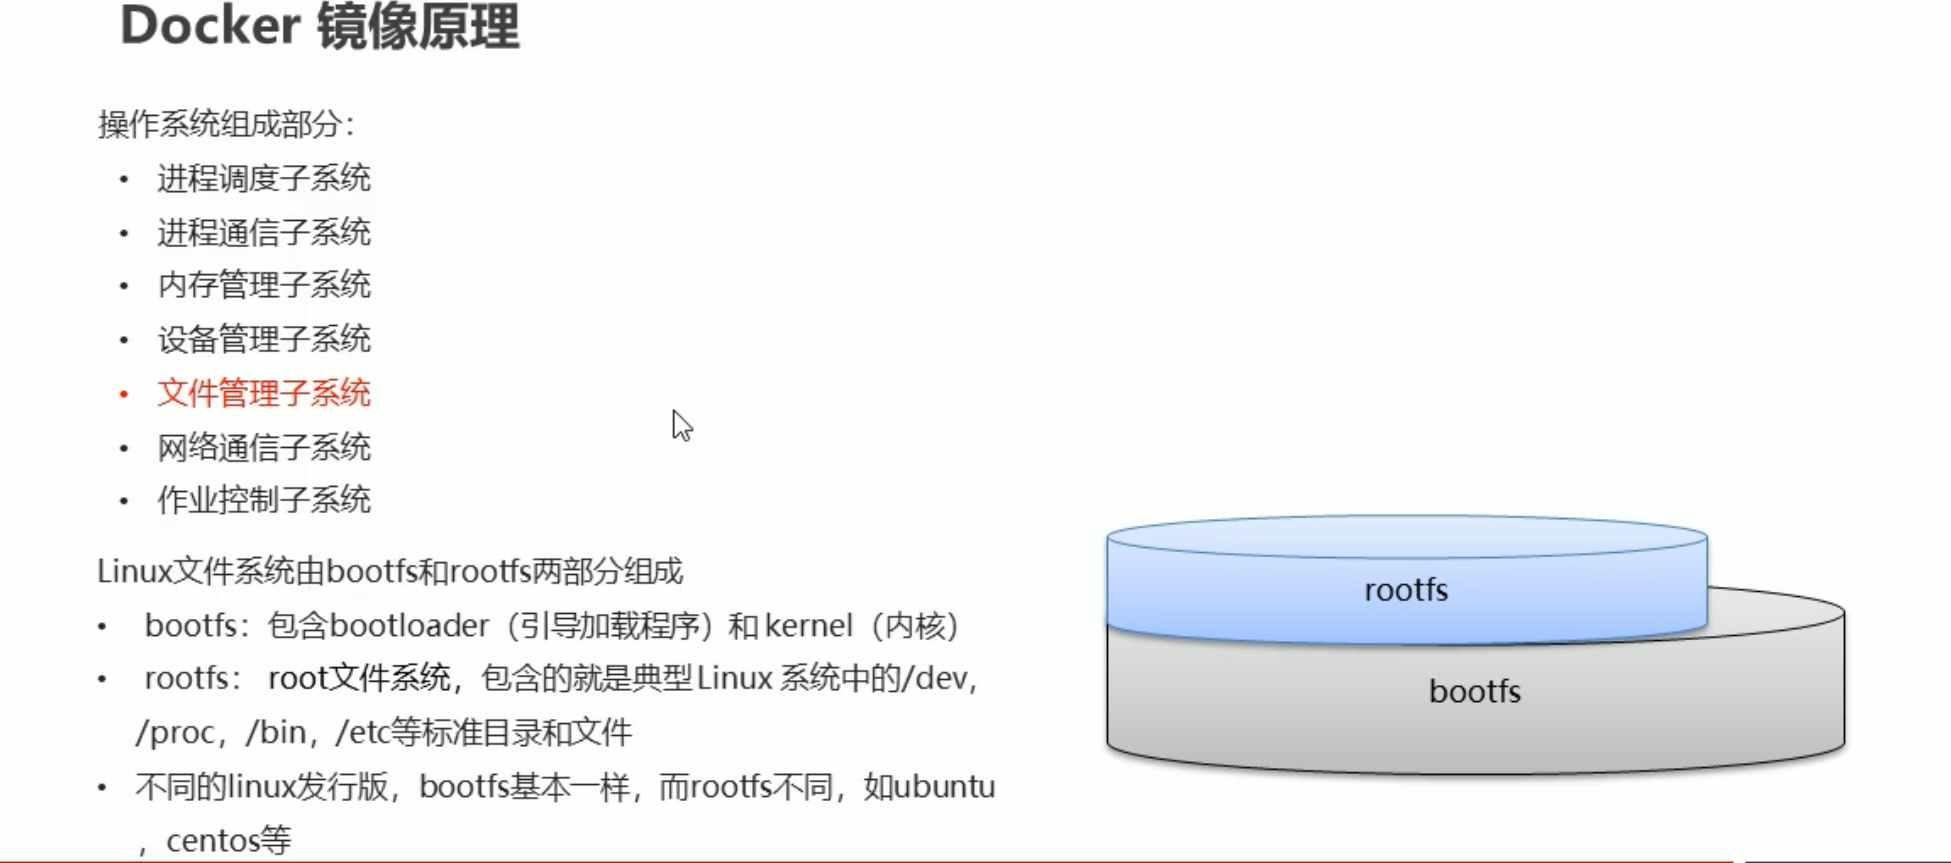 Docker 镜像原理
操作系统组成部分：
• 进程调度子系统
• 进程通信子系统
• 内存管理子系统
• 设备管理子系统
• 文件管理子系统
• 网络通信子系统
• 作业控制子系统
Linux文件系统由bootfs和rootfs两部分组成
• bootfs：包含bootloader（引导加载程序）和 kernel（内核）
• rootfs： root文件系统，包含的就是典型 Linux 系统中的/dev，
/proc，/bin，/etc等标准目录和文件
• 不同的linux发行版，bootfs基本一样，而rootfs不同，如ubuntu
，centos等
rootfs
bootfs